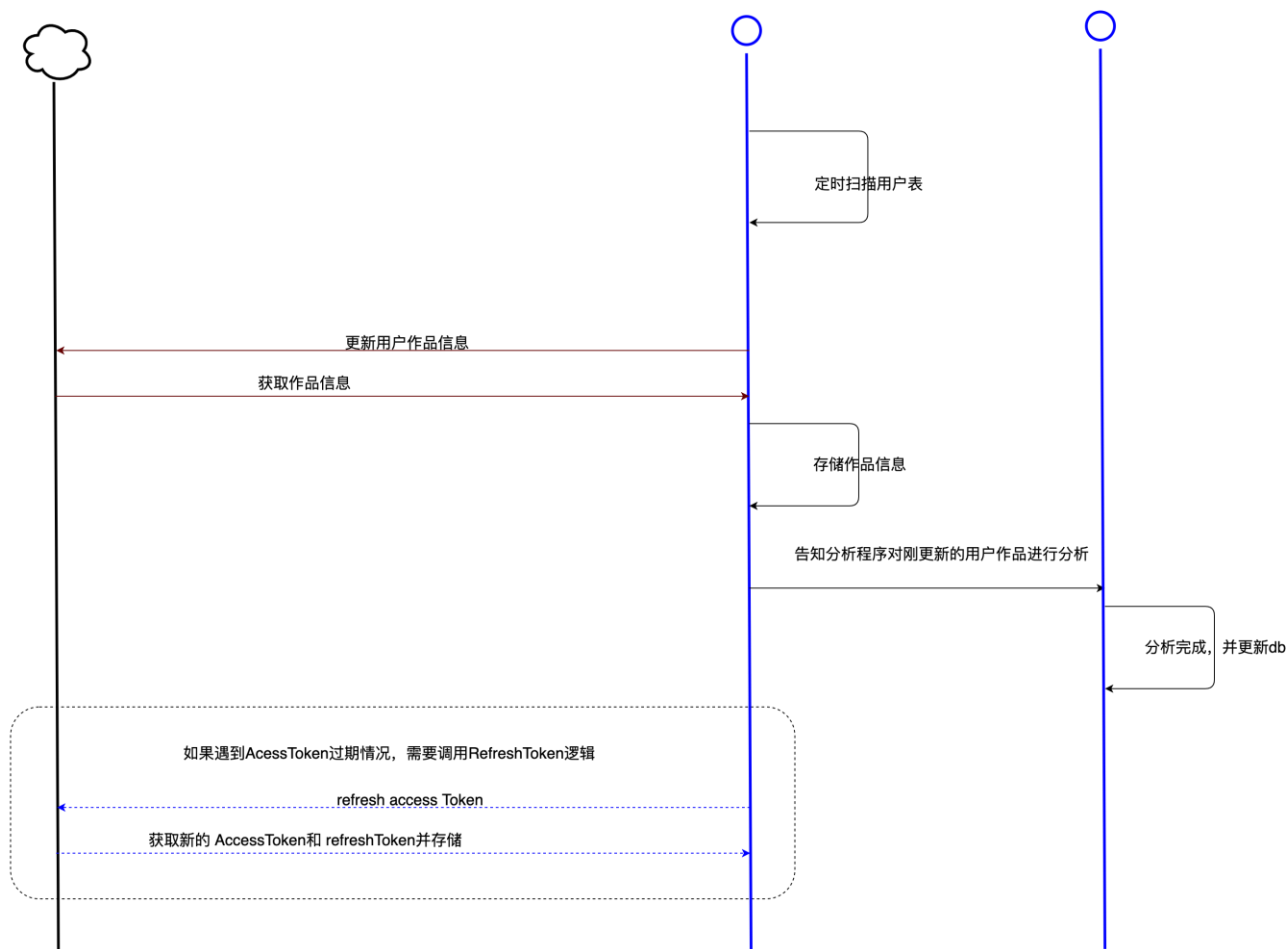 定时扫描用户表
更新用户作品信息
获取作品信息
存储作品信息
告知分析程序对刚更新的用户作品进行分析
分析完成，并更新db
如果遇到AcessToken过期情况，需要调用RefreshToken逻辑
refresh access Token
获取新的 AccessToken和 refreshToken并存储